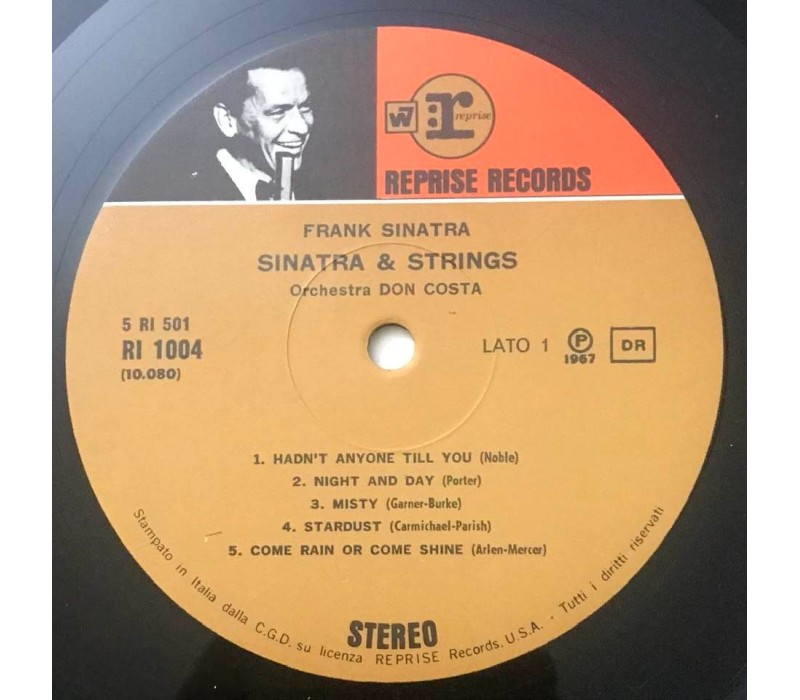 W7 r reprise
REPRISE RECORDS
FRANK SINATRA
SINATRA & STRINGS
Orchestra DON COSTA
5 RI 501
RI 1004
(10.080)
LATO 1
P
1967
DR
1. HADN'T ANYONE TILL YOU (Noble)
2. NIGHT AND DAY (Porter)
3. MISTY (Garner-Burke)
4. STARDUST (Carmichael-Parish)
5. COME RAIN OR COME SHINE (Arlen-Mercer)
STEREO
Stampato in Italia dalla C.G.D. su licenza REPRISE Records, U.S.A. - Tutti i diritti riservati